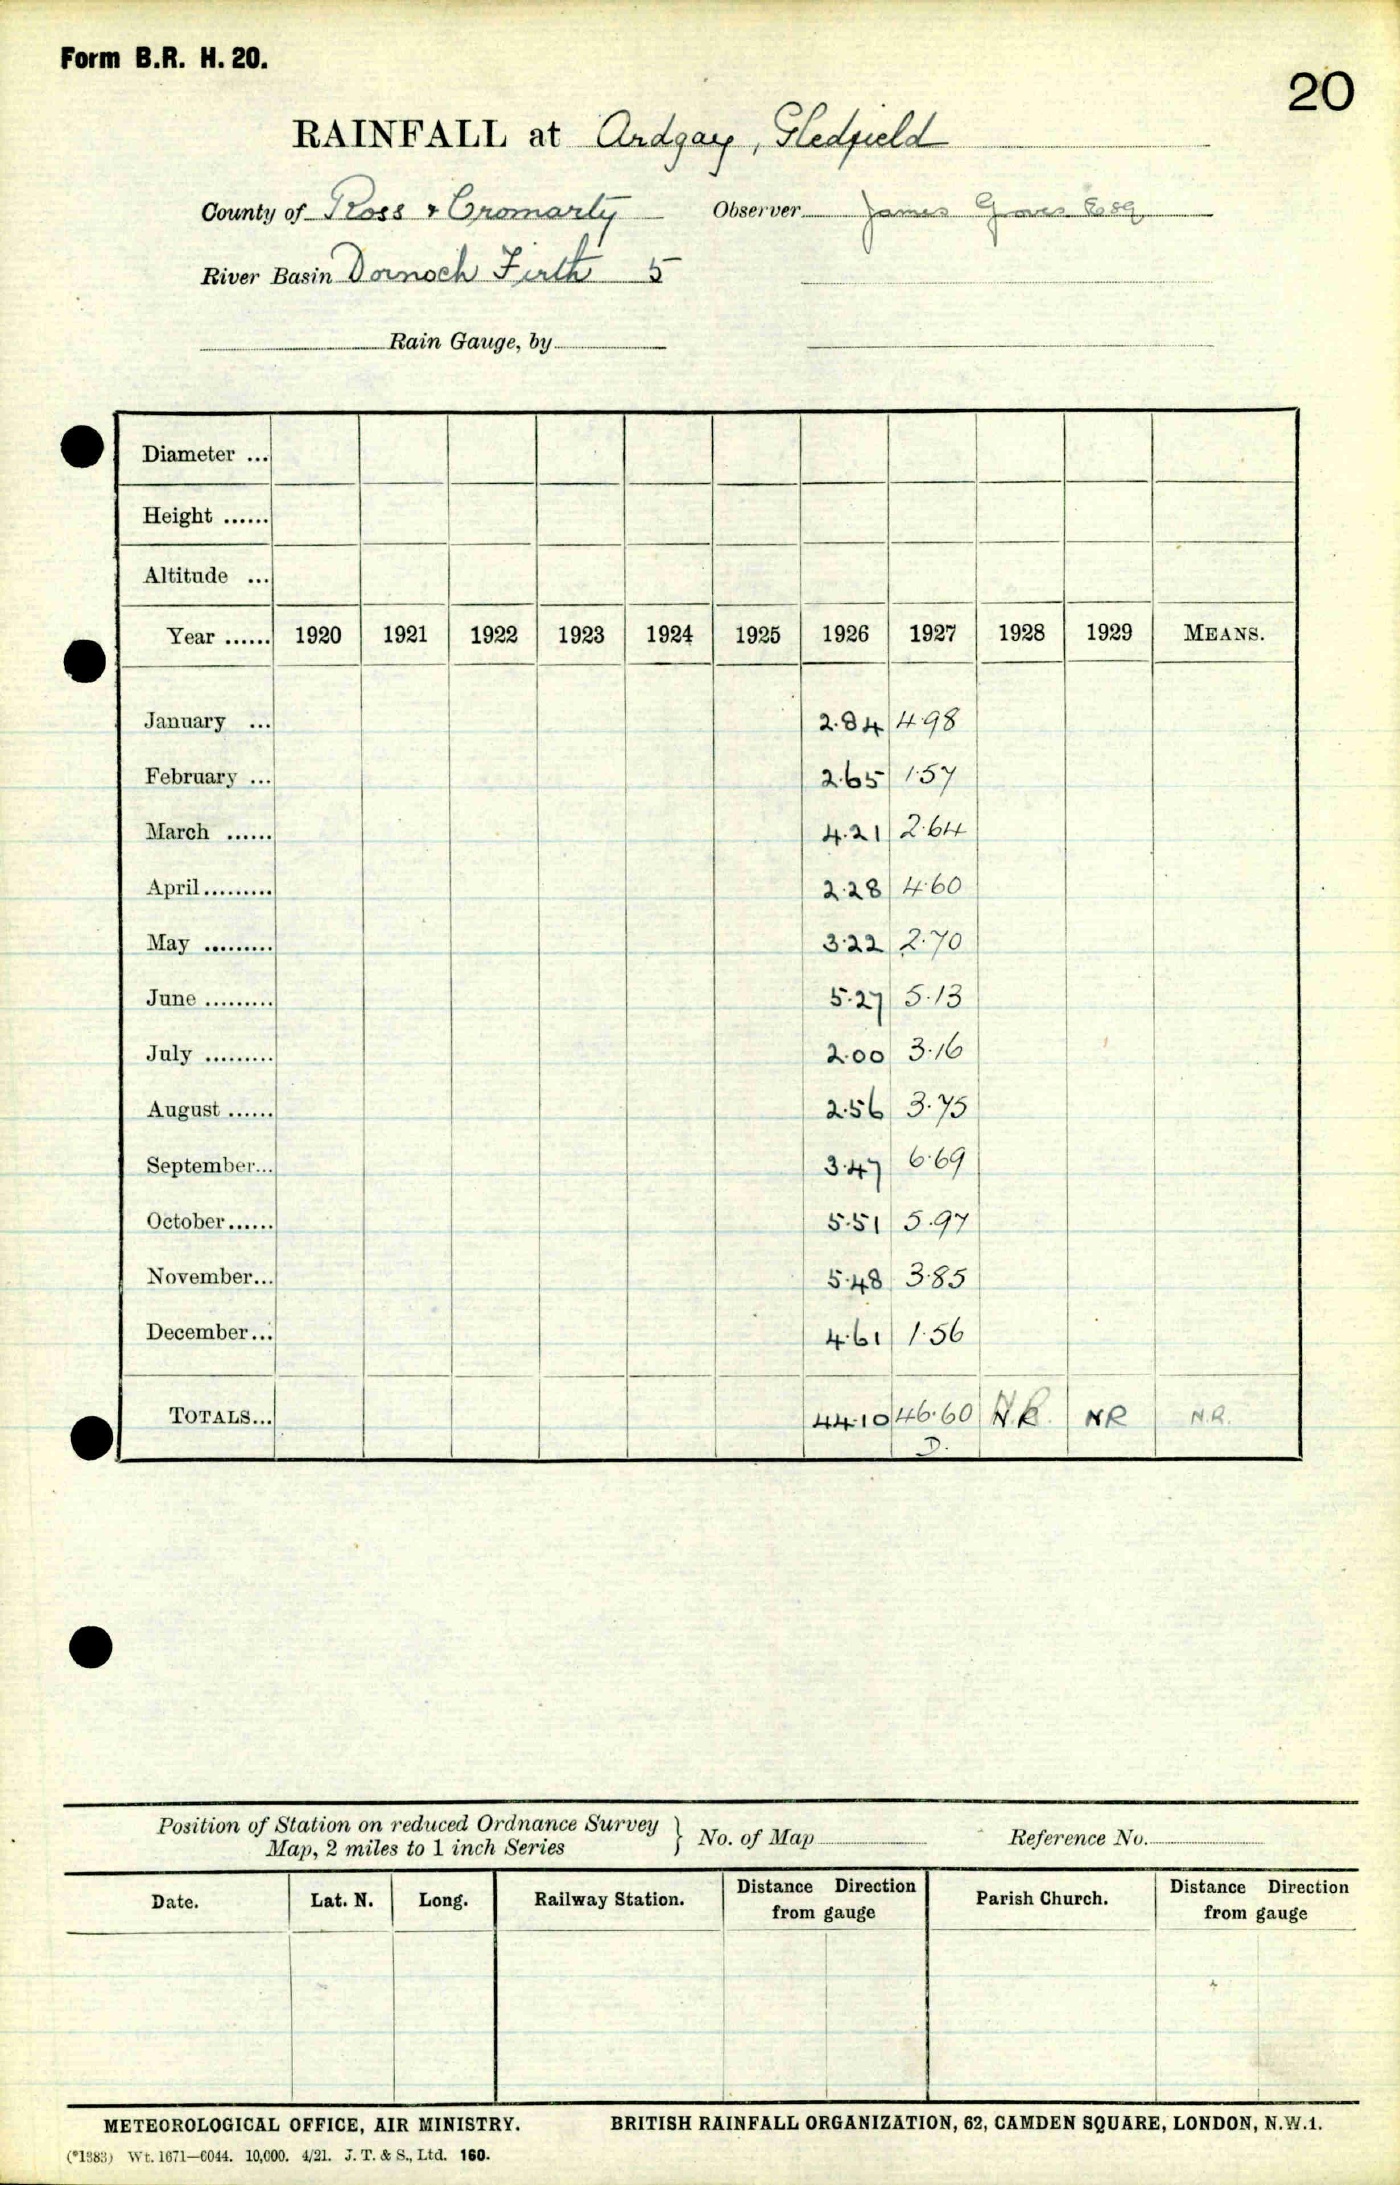 Form B.R. H. 20.
20
RAINFALL at Ardgay, Gledfield
County of Ross & Cromarty Observer James Groves Esq
River Basin Dornoch Firth 5
Rain Gauge, by
Diameter ...
Height ......
Altitude ...
Year ...... 1920 1921 1922 1923 1924 1925 1926 1927 1928 1929 MEANS.
January ... 2.84 4.98
February ... 2.65 1.57
March ...... 4.21 2.64
April......... 2.28 4.60
May ......... 3.22 2.70
June ......... 5.27 5.13
July ......... 2.00 3.16
August ...... 2.56 3.75
September... 3.47 6.69
October...... 5.51 5.97
November... 5.48 3.85
December... 4.61 1.56
TOTALS... 44.10 46.60 N.R. NR N.R.
D.
Position of Station on reduced Ordnance Survey
Map, 2 miles to 1 inch Series } No. of Map Reference No.
Date. Lat. N. Long. Railway Station. Distance Direction from gauge Parish Church. Distance Direction from gauge
METEOROLOGICAL OFFICE, AIR MINISTRY. BRITISH RAINFALL ORGANIZATION, 62, CAMDEN SQUARE, LONDON, N.W.1.
(*1383) Wt. 1671—6044. 10,000. 4/21. J. T. & S., Ltd. 160.